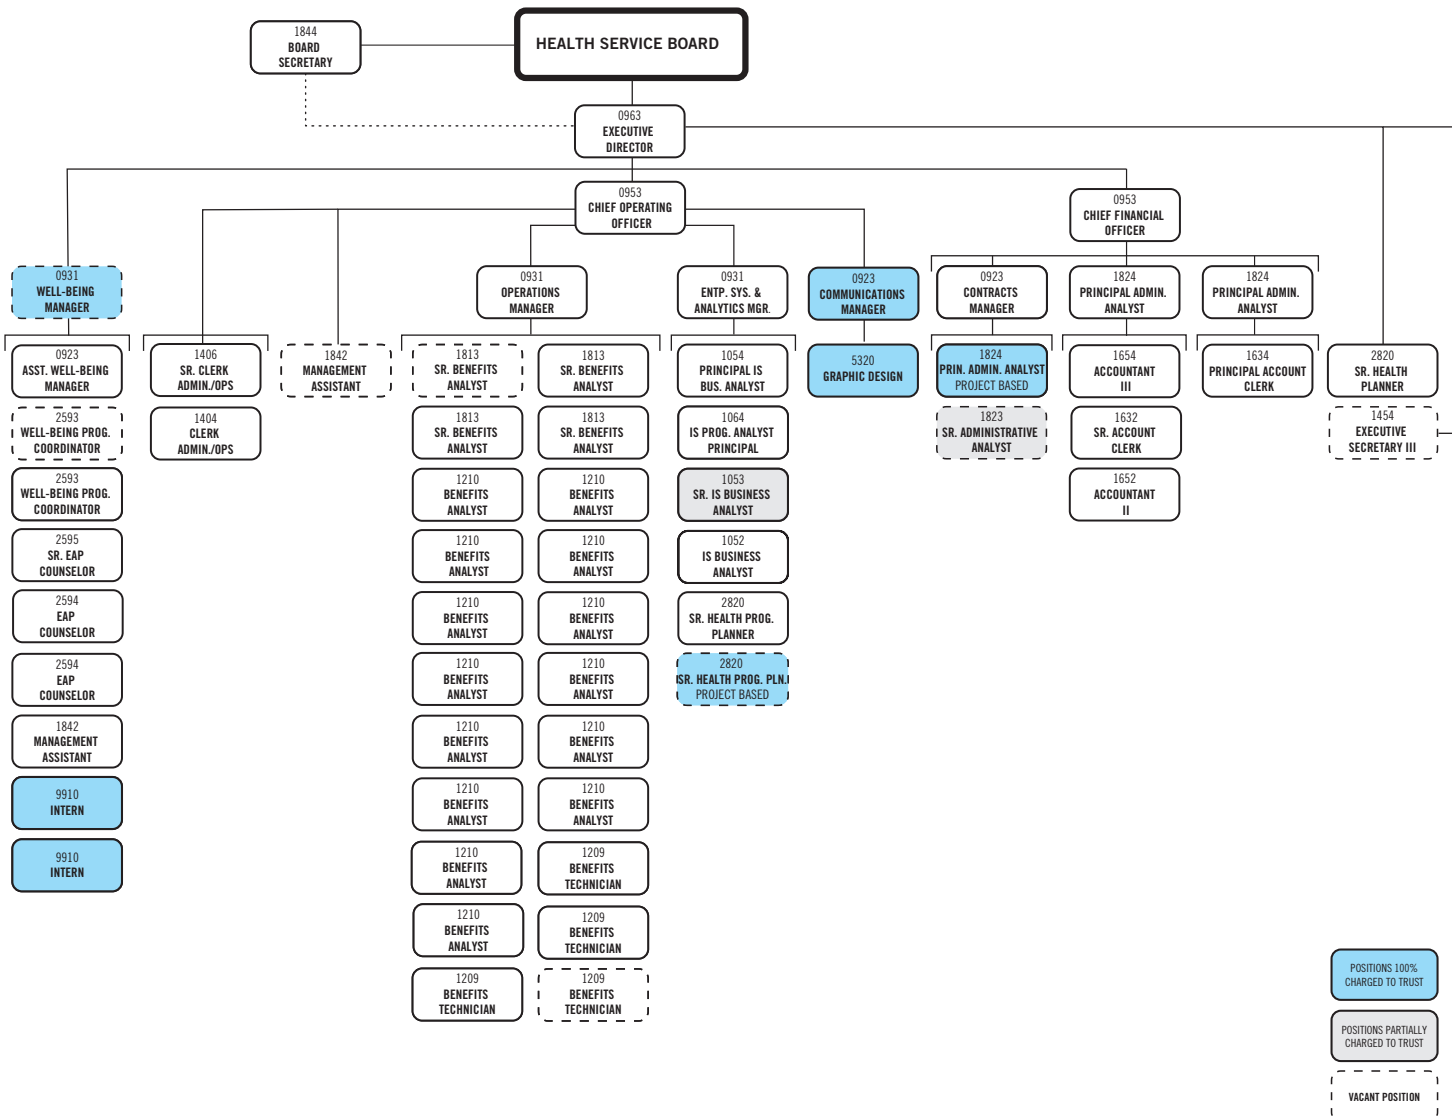 1844
BOARD
SECRETARY
HEALTH SERVICE BOARD
0963
EXECUTIVE
DIRECTOR
0953
CHIEF OPERATING
OFFICER
0953
CHIEF FINANCIAL
OFFICER
0931
WELL-BEING
MANAGER
0931
OPERATIONS
MANAGER
0931
ENTP. SYS. &
ANALYTICS MGR.
0923
COMMUNICATIONS
MANAGER
0923
CONTRACTS
MANAGER
1824
PRINCIPAL ADMIN.
ANALYST
1824
PRINCIPAL ADMIN.
ANALYST
0923
ASST. WELL-BEING
MANAGER
2593
WELL-BEING PROG.
COORDINATOR
2593
WELL-BEING PROG.
COORDINATOR
2595
SR. EAP
COUNSELOR
2594
EAP
COUNSELOR
2594
EAP
COUNSELOR
1842
MANAGEMENT
ASSISTANT
9910
INTERN
9910
INTERN
1406
SR. CLERK
ADMIN./OPS
1404
CLERK
ADMIN./OPS
1842
MANAGEMENT
ASSISTANT
1813
SR. BENEFITS
ANALYST
1813
SR. BENEFITS
ANALYST
1210
BENEFITS
ANALYST
1210
BENEFITS
ANALYST
1210
BENEFITS
ANALYST
1210
BENEFITS
ANALYST
1210
BENEFITS
ANALYST
1210
BENEFITS
ANALYST
1210
BENEFITS
ANALYST
1210
BENEFITS
ANALYST
1209
BENEFITS
TECHNICIAN
1813
SR. BENEFITS
ANALYST
1813
SR. BENEFITS
ANALYST
1210
BENEFITS
ANALYST
1210
BENEFITS
ANALYST
1210
BENEFITS
ANALYST
1210
BENEFITS
ANALYST
1210
BENEFITS
ANALYST
1210
BENEFITS
ANALYST
1209
BENEFITS
TECHNICIAN
1209
BENEFITS
TECHNICIAN
1209
BENEFITS
TECHNICIAN
1054
PRINCIPAL IS
BUS. ANALYST
1064
IS PROG. ANALYST
PRINCIPAL
1053
SR. IS BUSINESS
ANALYST
1052
IS BUSINESS
ANALYST
2820
SR. HEALTH PROG.
PLANNER
2820
SR. HEALTH PROG. PLN.
PROJECT BASED
5320
GRAPHIC DESIGN
1824
PRIN. ADMIN. ANALYST
PROJECT BASED
1823
SR. ADMINISTRATIVE
ANALYST
1654
ACCOUNTANT
III
1632
SR. ACCOUNT
CLERK
1652
ACCOUNTANT
II
1634
PRINCIPAL ACCOUNT
CLERK
2820
SR. HEALTH
PLANNER
1454
EXECUTIVE
SECRETARY III
POSITIONS 100%
CHARGED TO TRUST
POSITIONS PARTIALLY
CHARGED TO TRUST
VACANT POSITION